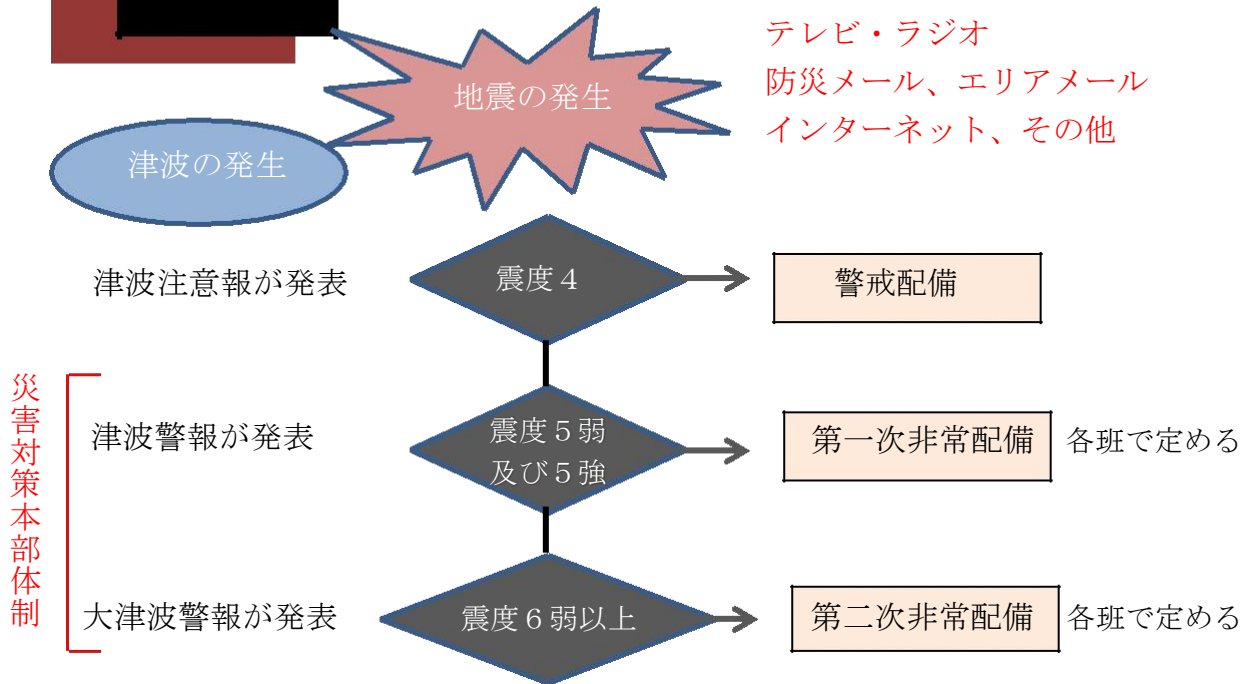 テレビ・ラジオ
防災メール、エリアメール
インターネット、その他
地震の発生
津波の発生
津波注意報が発表
震度４
警戒配備
災害対策本部体制
津波警報が発表
震度５弱
及び５強
第一次非常配備
各班で定める
大津波警報が発表
震度６弱以上
第二次非常配備
各班で定める